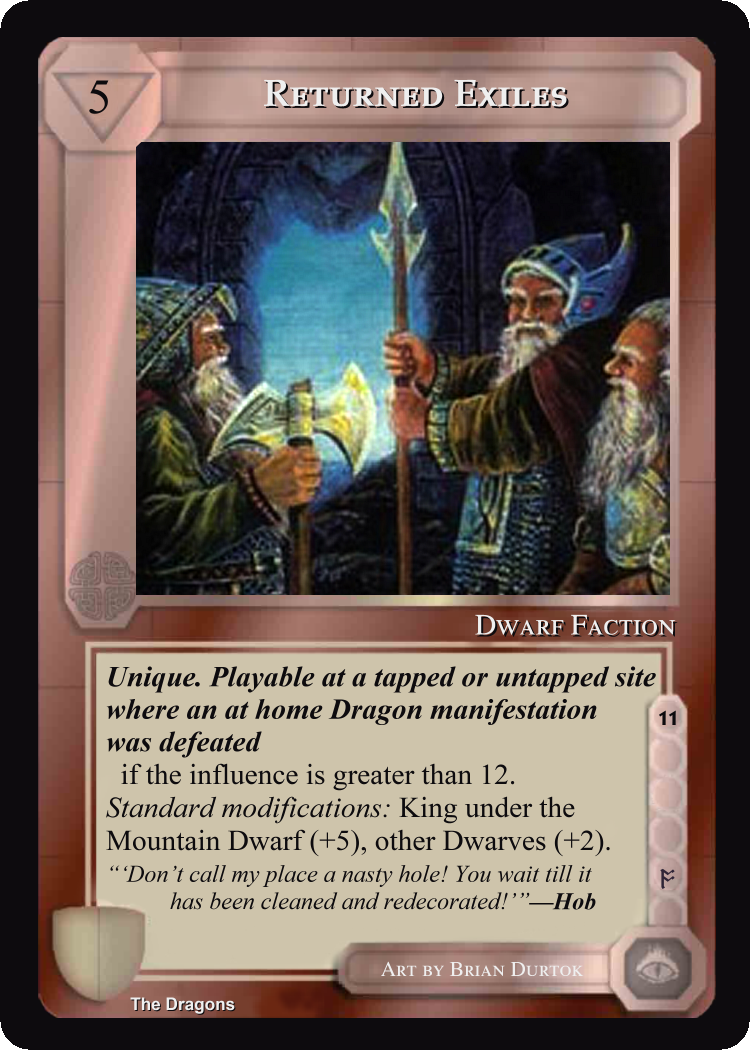 5
Returned Exiles
Dwarf Faction
Unique. Playable at a tapped or untapped site
where an at home Dragon manifestation
was defeated
if the influence is greater than 12.
Standard modifications: King under the
Mountain Dwarf (+5), other Dwarves (+2).
“‘Don’t call my place a nasty hole! You wait till it
has been cleaned and redecorated!’”—Hob
11
Art by Brian Durtok
The Dragons